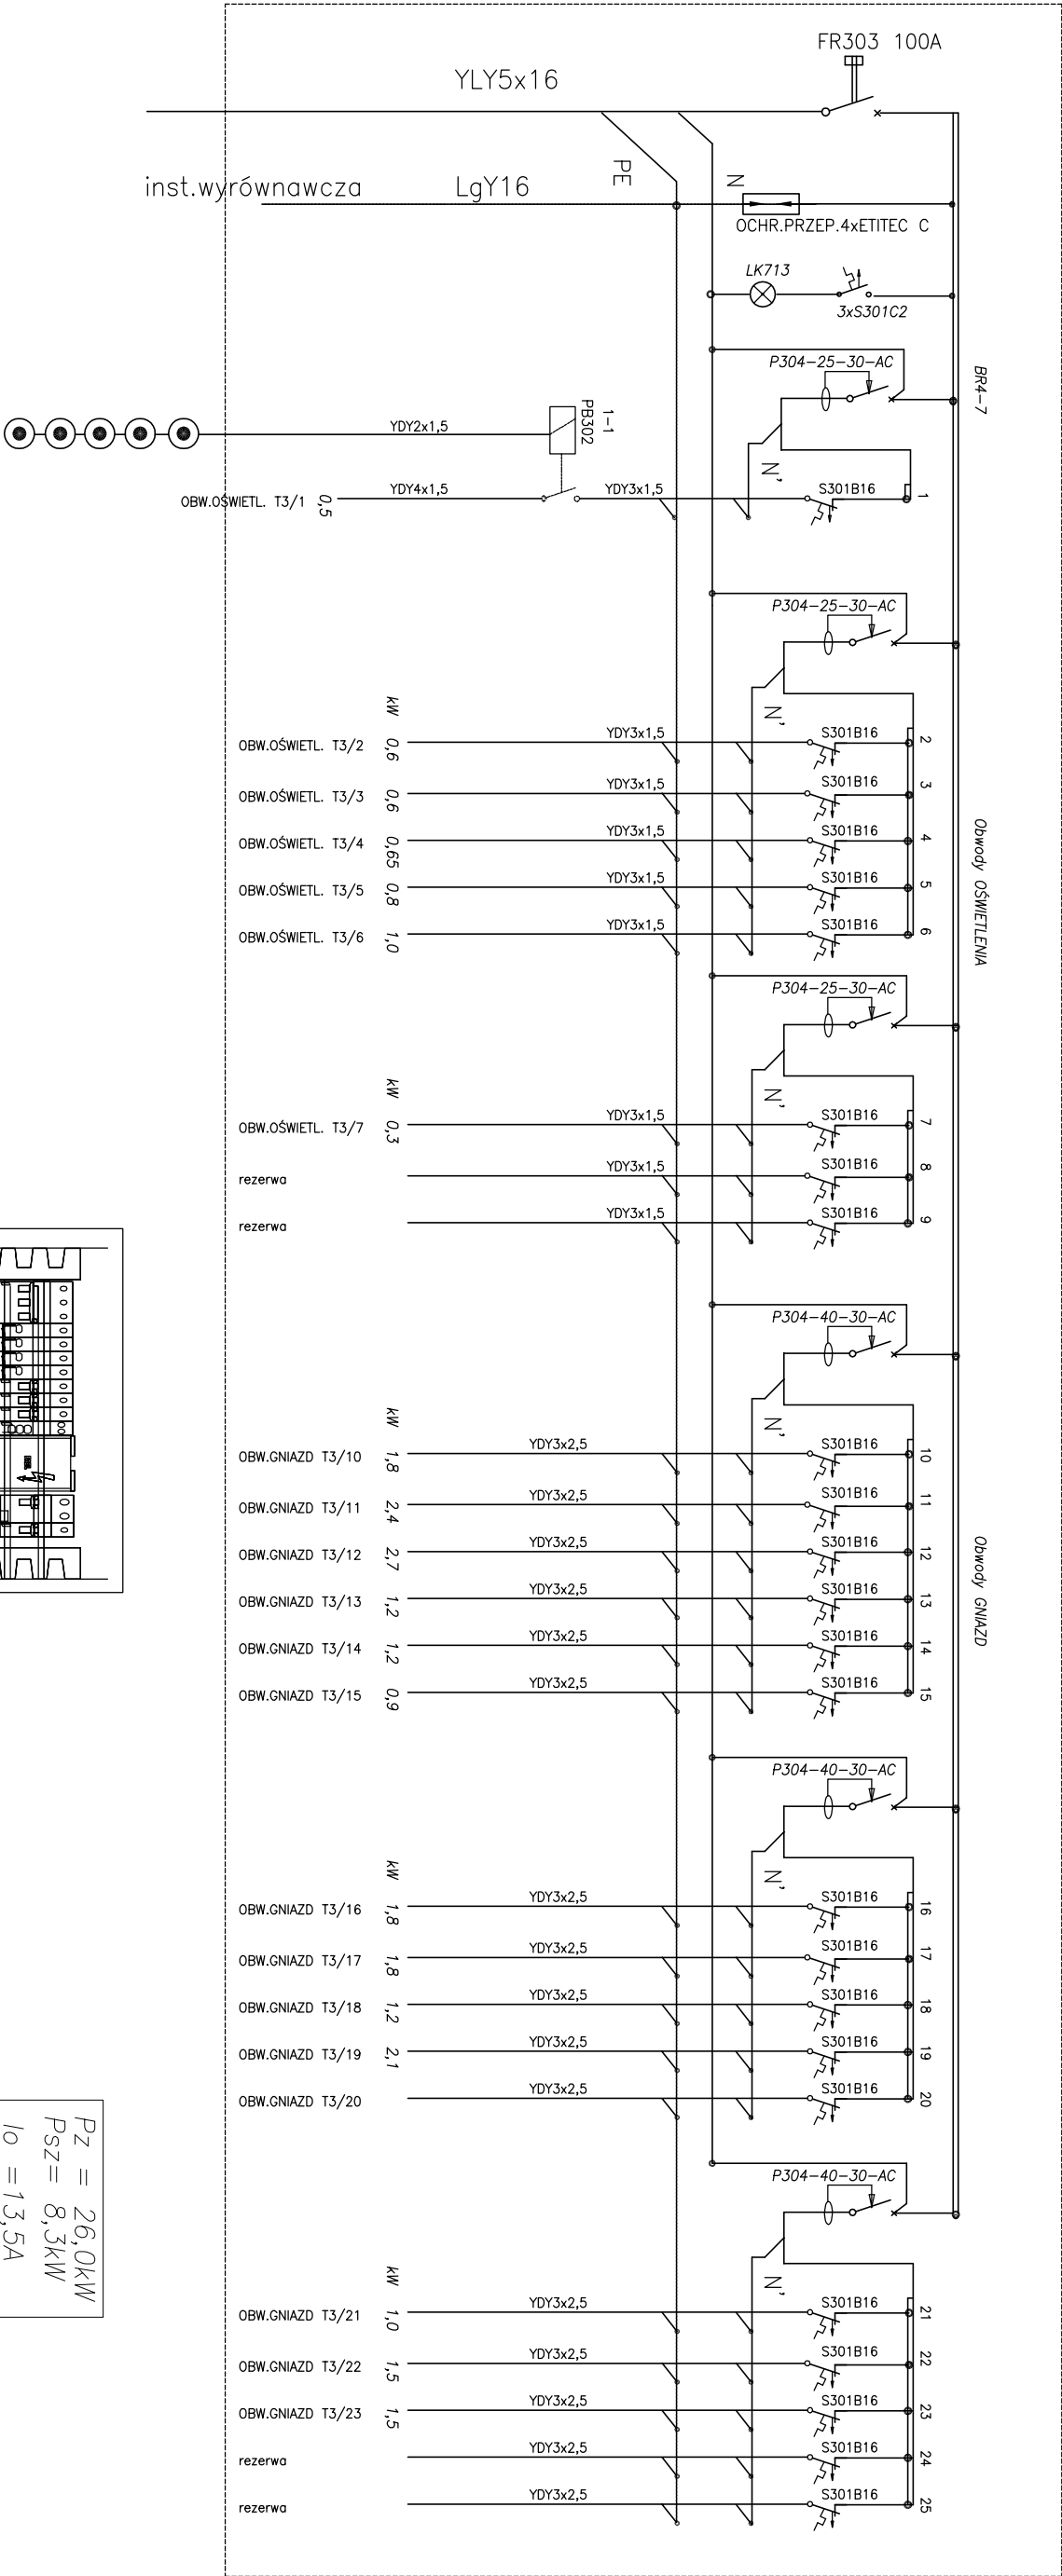 FR303 100A
YLY5x16
PE
inst.wyrównawcza
LgY16
N
OCHR.PRZEP.4xETITEC C
LK713
3xS301C2
BR4-7
P304-25-30-AC
1-1
PB302
YDY2x1,5
N'
OBW.OŚWIETL. T3/1 0,5 YDY4x1,5 YDY3x1,5 S301B16 1
P304-25-30-AC
N'
kW
OBW.OŚWIETL. T3/2 0,6 YDY3x1,5 S301B16 2
OBW.OŚWIETL. T3/3 0,6 YDY3x1,5 S301B16 3
OBW.OŚWIETL. T3/4 0,65 YDY3x1,5 S301B16 4
OBW.OŚWIETL. T3/5 0,8 YDY3x1,5 S301B16 5
OBW.OŚWIETL. T3/6 1,0 YDY3x1,5 S301B16 6
Obwody OŚWIETLENIA
P304-25-30-AC
N'
kW
OBW.OŚWIETL. T3/7 0,3 YDY3x1,5 S301B16 7
rezerwa YDY3x1,5 S301B16 8
rezerwa YDY3x1,5 S301B16 9
P304-40-30-AC
N'
kW
OBW.GNIAZD T3/10 1,8 YDY3x2,5 S301B16 10
OBW.GNIAZD T3/11 2,4 YDY3x2,5 S301B16 11
OBW.GNIAZD T3/12 2,7 YDY3x2,5 S301B16 12
OBW.GNIAZD T3/13 1,2 YDY3x2,5 S301B16 13
OBW.GNIAZD T3/14 1,2 YDY3x2,5 S301B16 14
OBW.GNIAZD T3/15 0,9 YDY3x2,5 S301B16 15
Obwody GNIAZD
P304-40-30-AC
N'
kW
OBW.GNIAZD T3/16 1,8 YDY3x2,5 S301B16 16
OBW.GNIAZD T3/17 1,8 YDY3x2,5 S301B16 17
OBW.GNIAZD T3/18 1,2 YDY3x2,5 S301B16 18
OBW.GNIAZD T3/19 2,1 YDY3x2,5 S301B16 19
OBW.GNIAZD T3/20 YDY3x2,5 S301B16 20
P304-40-30-AC
N'
kW
OBW.GNIAZD T3/21 1,0 YDY3x2,5 S301B16 21
OBW.GNIAZD T3/22 1,5 YDY3x2,5 S301B16 22
OBW.GNIAZD T3/23 1,5 YDY3x2,5 S301B16 23
rezerwa YDY3x2,5 S301B16 24
rezerwa YDY3x2,5 S301B16 25
Pz = 26,0kW
Psz= 8,3kW
Io =13,5A